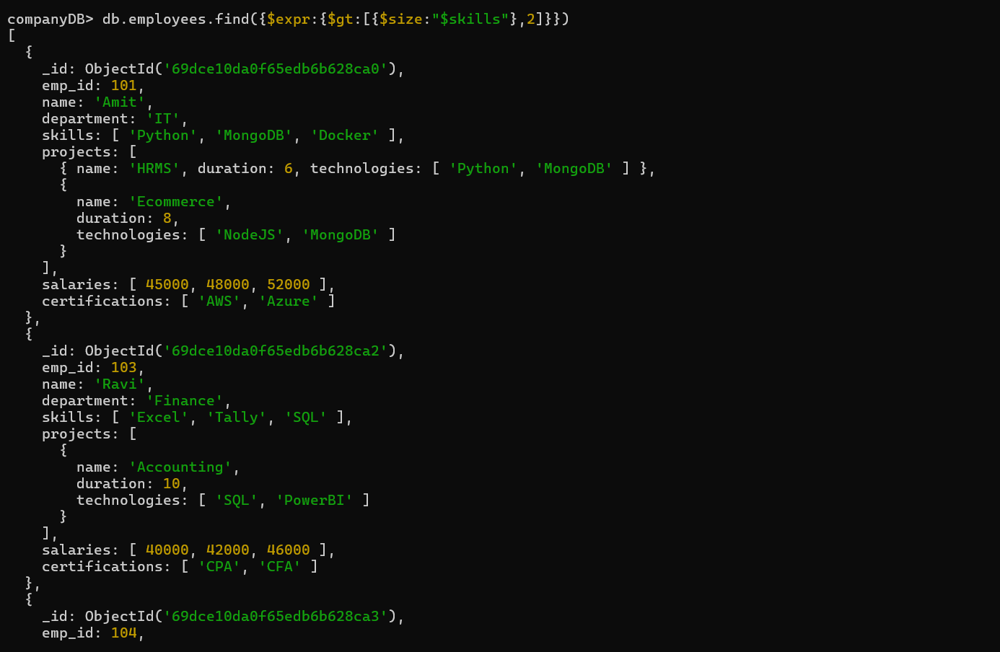 companyDB> db.employees.find({$expr:{$gt:[{$size:"$skills"},2]}})
[
  {
    _id: ObjectId('69dce10da0f65edb6b628ca0'),
    emp_id: 101,
    name: 'Amit',
    department: 'IT',
    skills: [ 'Python', 'MongoDB', 'Docker' ],
    projects: [
      { name: 'HRMS', duration: 6, technologies: [ 'Python', 'MongoDB' ] },
      {
        name: 'Ecommerce',
        duration: 8,
        technologies: [ 'NodeJS', 'MongoDB' ]
      }
    ],
    salaries: [ 45000, 48000, 52000 ],
    certifications: [ 'AWS', 'Azure' ]
  },
  {
    _id: ObjectId('69dce10da0f65edb6b628ca2'),
    emp_id: 103,
    name: 'Ravi',
    department: 'Finance',
    skills: [ 'Excel', 'Tally', 'SQL' ],
    projects: [
      {
        name: 'Accounting',
        duration: 10,
        technologies: [ 'SQL', 'PowerBI' ]
      }
    ],
    salaries: [ 40000, 42000, 46000 ],
    certifications: [ 'CPA', 'CFA' ]
  },
  {
    _id: ObjectId('69dce10da0f65edb6b628ca3'),
    emp_id: 104,